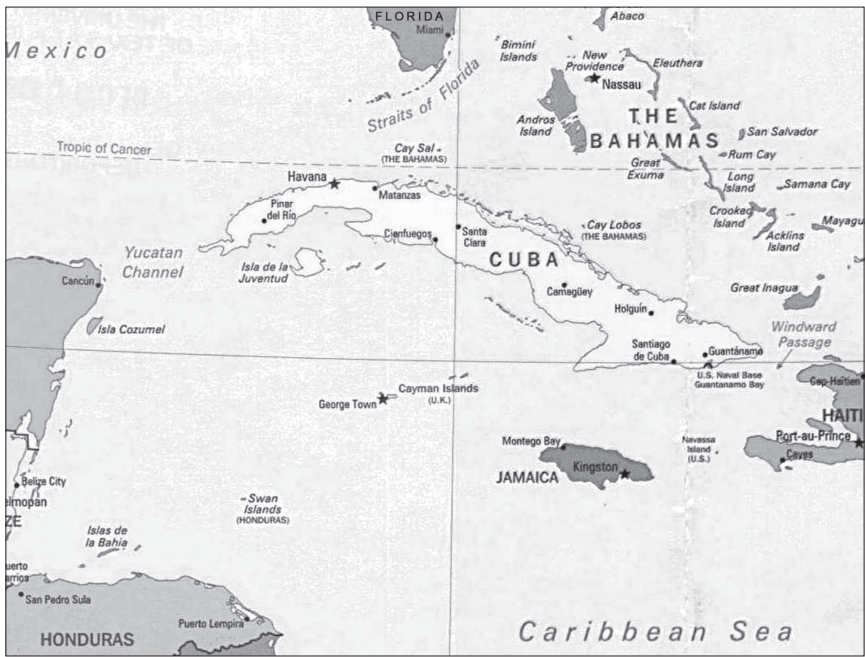 FLORIDA
Miami
Mexico
Straits of Florida
Bimini
Islands
Abaco
New
Providence
Nassau
Eleuthera
Andros
Island
THE
BAHAMAS
Cat Island
San Salvador
Rum Cay
Great
Exuma
Long
Island
Samana Cay
Crooked
Island
Acklins
Island
Mayagu
Tropic of Cancer
Cay Sal
(THE BAHAMAS)
Havana
Matanzas
Pinar
del Río
Cienfuegos
Santa
Clara
Cay Lobos
(THE BAHAMAS)
Yucatan
Channel
Isla de la
Juventud
CUBA
Camagüey
Holguín
Great Inagua
Windward
Passage
Cancún
Isla Cozumel
Santiago
de Cuba
Guantánamo
U.S. Naval Base
Guantanamo Bay
Cap-Haïtien
HAITI
Port-au-Prince
Cayes
Cayman Islands
(U.K.)
George Town
Montego Bay
Kingston
JAMAICA
Navassa
Island
(U.S.)
Belize City
elmopan
ZE
Swan
Islands
(HONDURAS)
Islas de
la Bahia
uerto
arrios
San Pedro Sula
Puerto Lempira
HONDURAS
Caribbean Sea